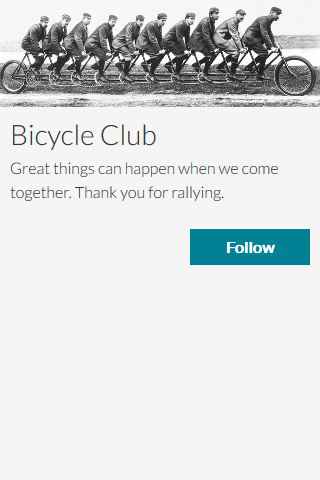 Bicycle Club
Great things can happen when we come
together. Thank you for rallying.
Follow